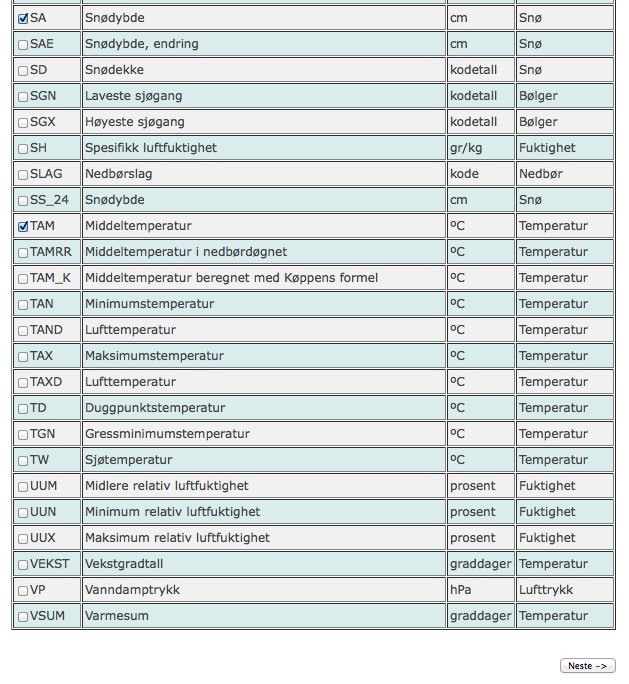 SA Snødybde cm Snø
SAE Snødybde, endring cm Snø
SD Snødekke kodetall Snø
SGN Laveste sjøgang kodetall Bølger
SGX Høyeste sjøgang kodetall Bølger
SH Spesifikk luftfuktighet gr/kg Fuktighet
SLAG Nedbørslag kode Nedbør
SS_24 Snødybde cm Snø
TAM Middeltemperatur ºC Temperatur
TAMRR Middeltemperatur i nedbørdøgnet ºC Temperatur
TAM_K Middeltemperatur beregnet med Køppens formel ºC Temperatur
TAN Minimumstemperatur ºC Temperatur
TAND Lufttemperatur ºC Temperatur
TAX Maksimumstemperatur ºC Temperatur
TAXD Lufttemperatur ºC Temperatur
TD Duggpunktstemperatur ºC Temperatur
TGN Gressminimumstemperatur ºC Temperatur
TW Sjøtemperatur ºC Temperatur
UUM Midlere relativ luftfuktighet prosent Fuktighet
UUN Minimum relativ luftfuktighet prosent Fuktighet
UUX Maksimum relativ luftfuktighet prosent Fuktighet
VEKST Vekstgradtall graddager Temperatur
VP Vanndamptrykk hPa Lufttrykk
VSUM Varmesum graddager Temperatur
Neste ->